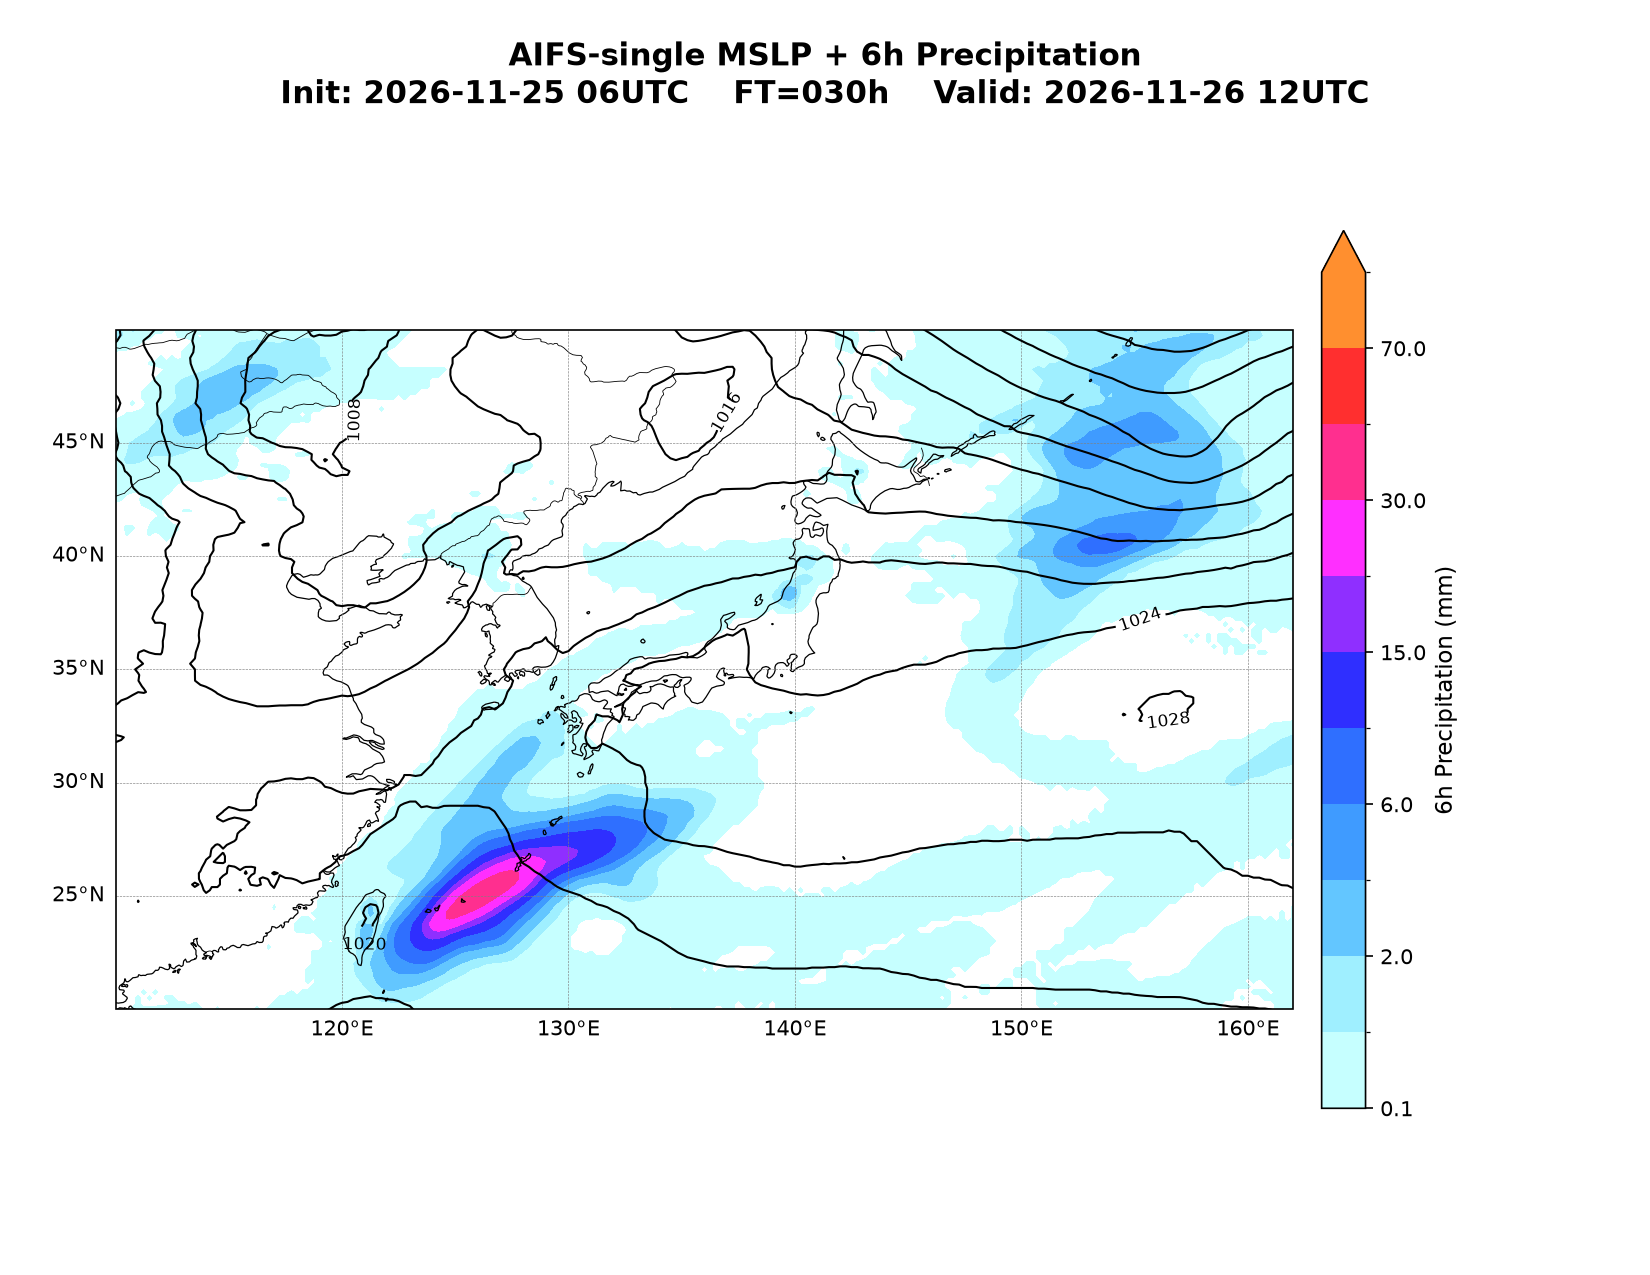 AIFS-single MSLP + 6h Precipitation
Init: 2026-11-25 06UTC    FT=030h    Valid: 2026-11-26 12UTC
70.0
30.0
15.0
6.0
2.0
0.1
6h Precipitation (mm)
45°N
40°N
35°N
30°N
25°N
1008
1016
1024
1028
1020
120°E
130°E
140°E
150°E
160°E